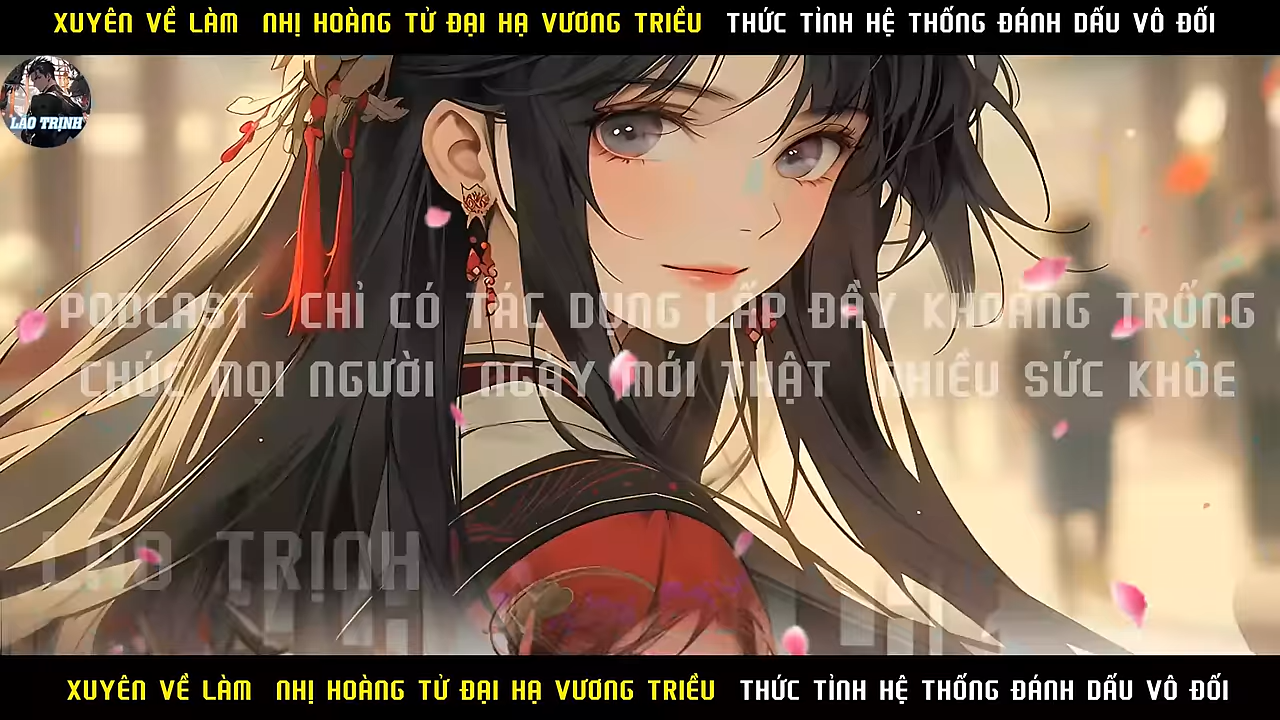 XUYÊN VỀ LÀM NHỊ HOÀNG TỬ ĐẠI HẠ VƯƠNG TRIỀU THỨC TỈNH HỆ THỐNG ĐÁNH DẤU VÔ ĐỐI
LÃO TRỊNH
PODCAST CHỈ CÓ TÁC DỤNG LẤP ĐẦY KHOẢNG TRỐNG
CHÚC MỌI NGƯỜI NGÀY MỚI THẬT NHIỀU SỨC KHỎE
LÃO TRỊNH
XUYÊN VỀ LÀM NHỊ HOÀNG TỬ ĐẠI HẠ VƯƠNG TRIỀU THỨC TỈNH HỆ THỐNG ĐÁNH DẤU VÔ ĐỐI